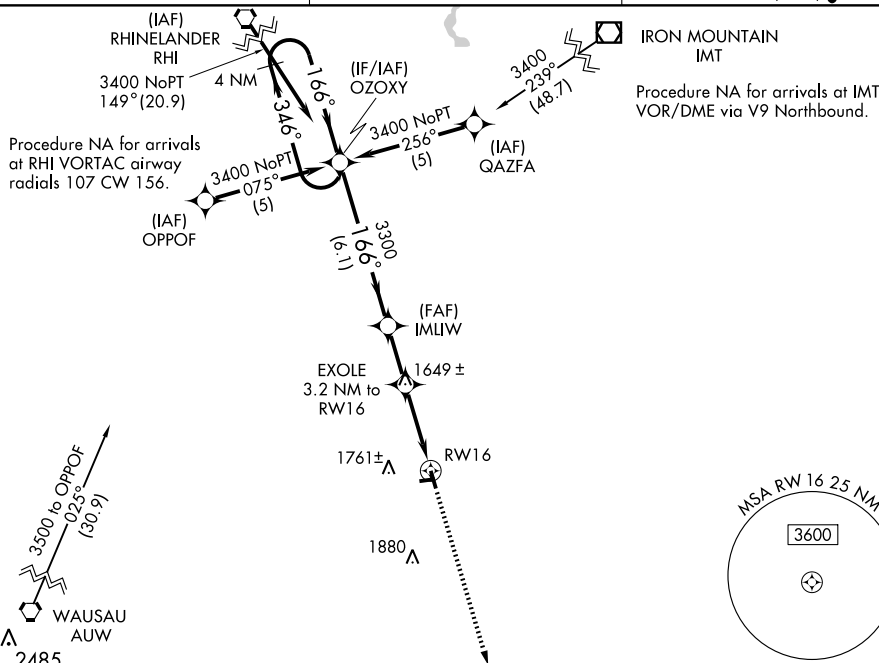 (IAF)
RHINELANDER
RHI
3400 NoPT
149° (20.9)
4 NM
166°
346°
(IF/IAF)
OZOXY
3400
239°
(48.7)
IRON MOUNTAIN
IMT
Procedure NA for arrivals at IMT
VOR/DME via V9 Northbound.
Procedure NA for arrivals
at RHI VORTAC airway
radials 107 CW 156.
3400 NoPT
256°
(5)
(IAF)
QAZFA
3400 NoPT
075°
(5)
(IAF)
OPPOF
3300
166°
(6.1)
(FAF)
IMLIW
EXOLE
3.2 NM to
RW16
1649 ±
1761±
RW16
1880
3500 to OPPOF
025°
(30.9)
WAUSAU
AUW
2485
MSA RW 16 25 NM
3600